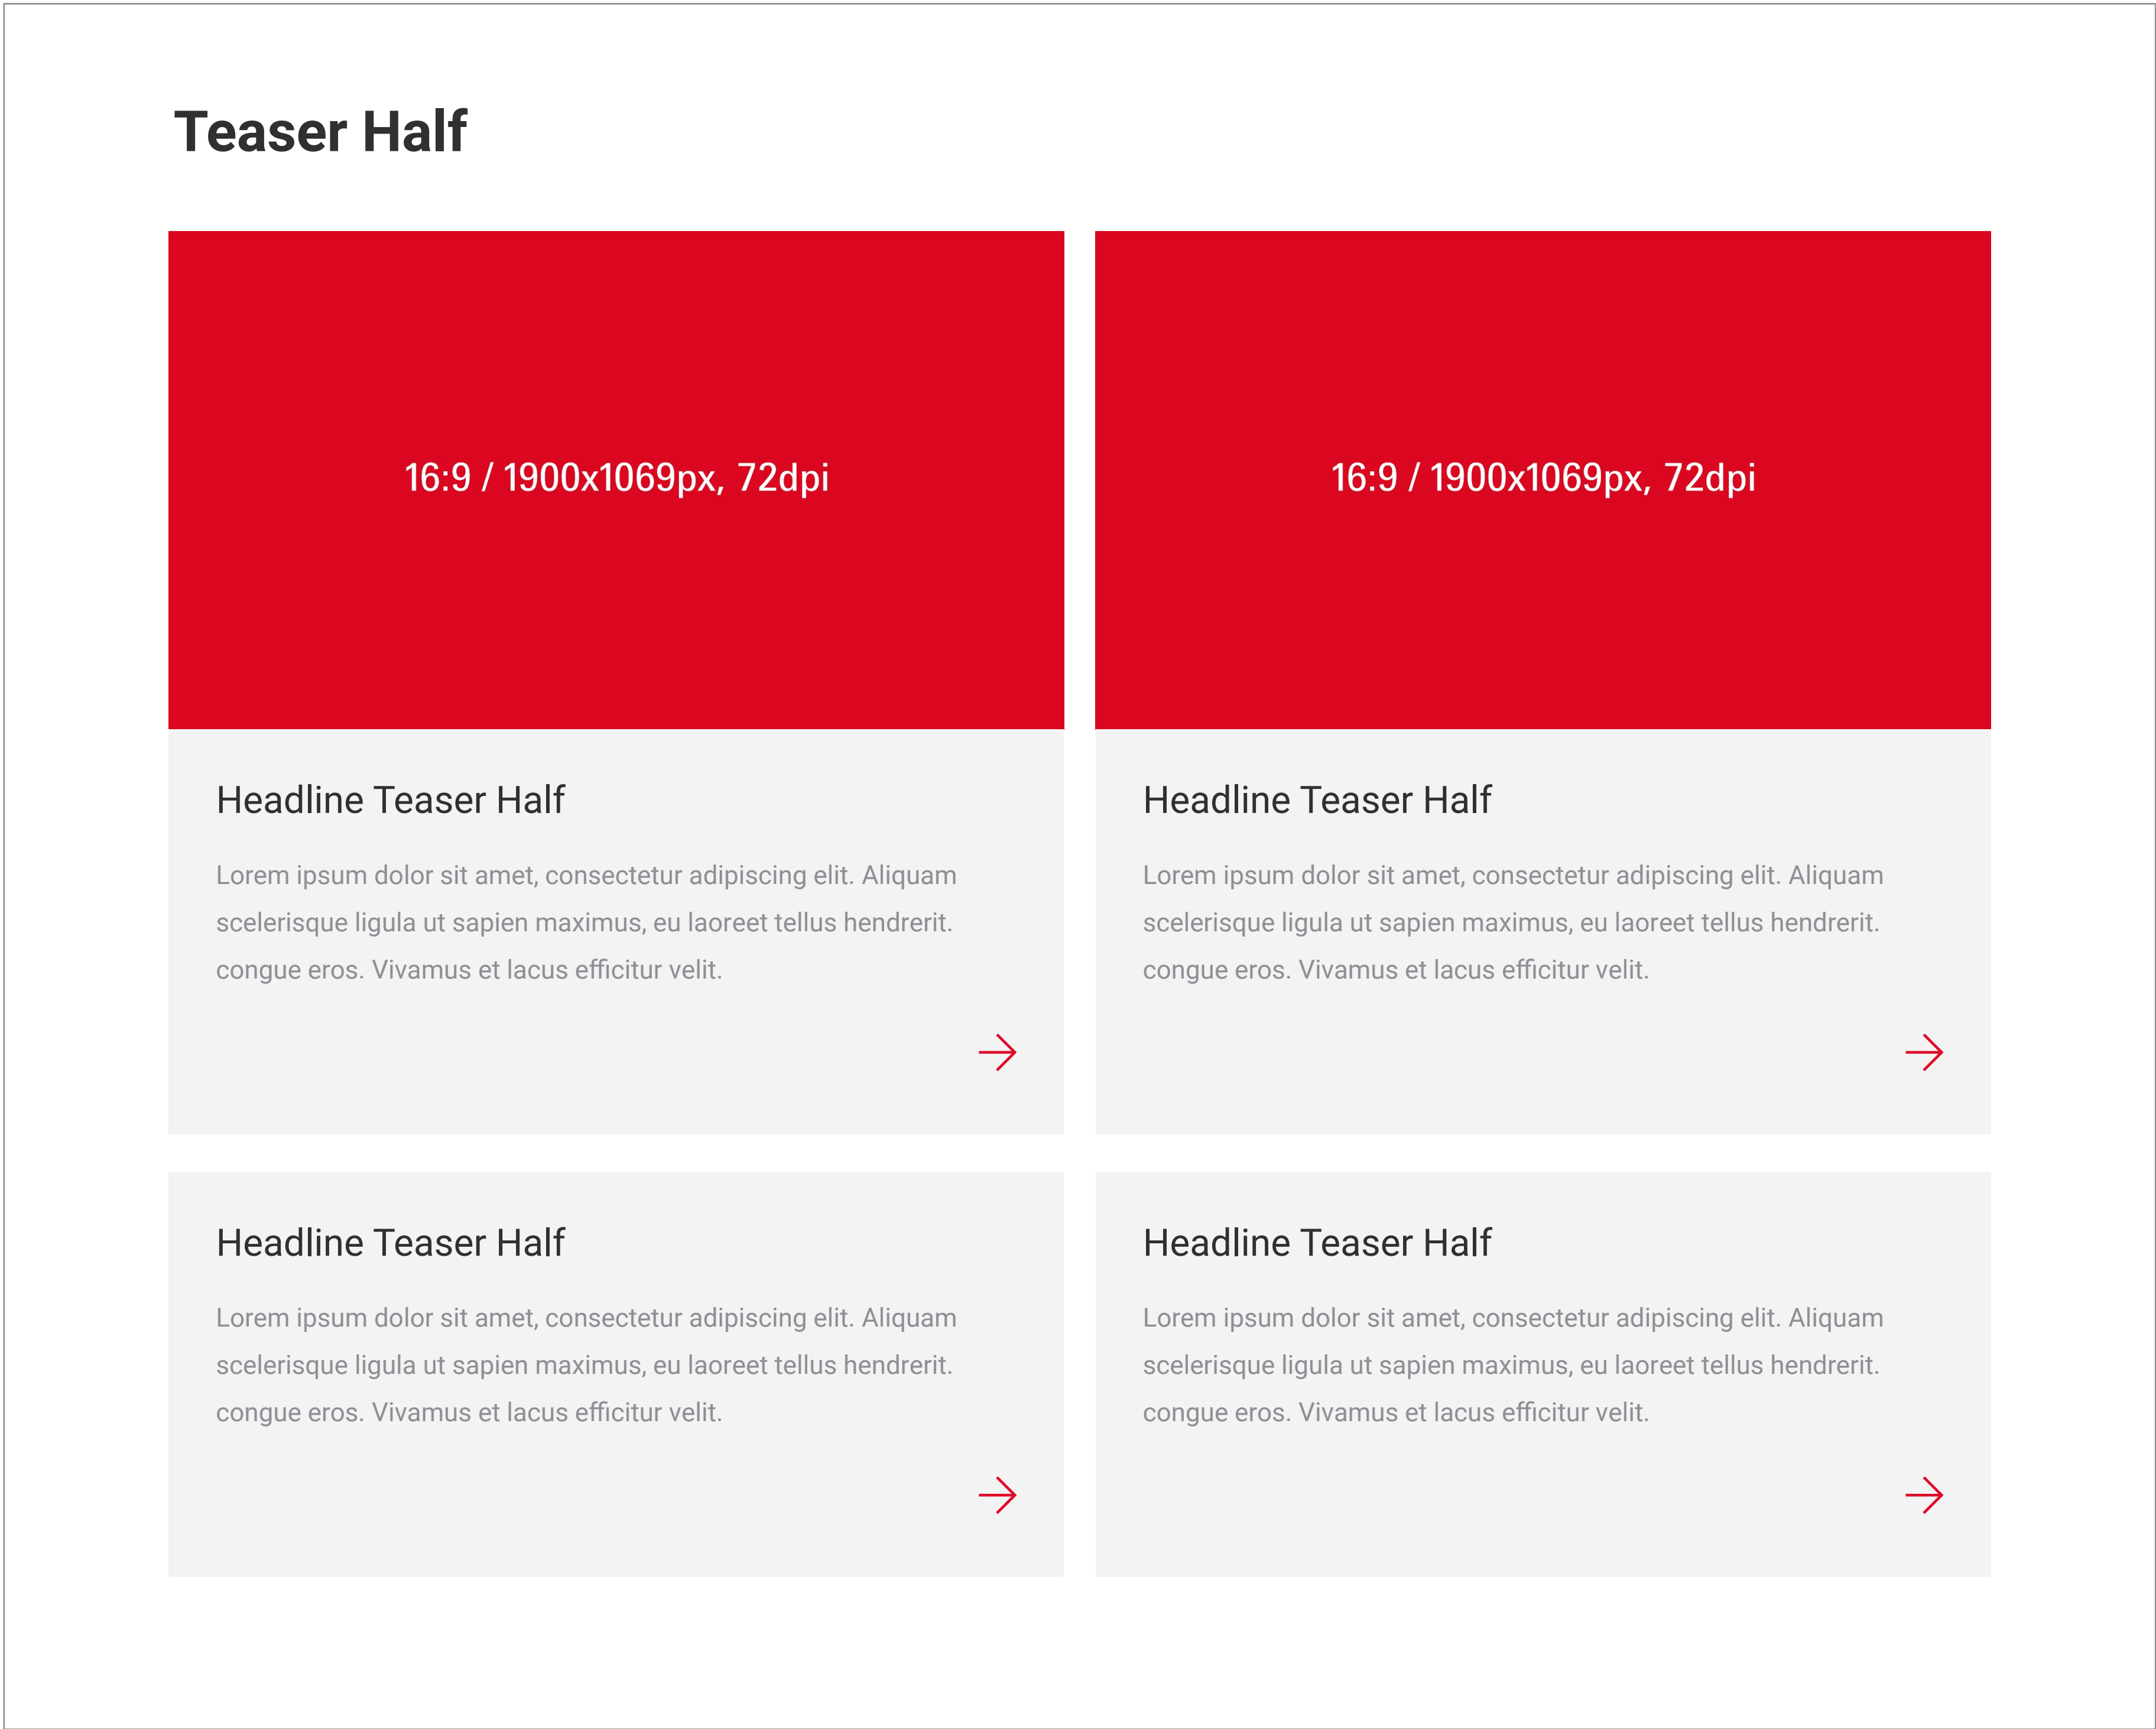 Teaser Half
16:9 / 1900x1069px, 72dpi
16:9 / 1900x1069px, 72dpi
Headline Teaser Half
Lorem ipsum dolor sit amet, consectetur adipiscing elit. Aliquam
scelerisque ligula ut sapien maximus, eu laoreet tellus hendrerit.
congue eros. Vivamus et lacus efficitur velit.
Headline Teaser Half
Lorem ipsum dolor sit amet, consectetur adipiscing elit. Aliquam
scelerisque ligula ut sapien maximus, eu laoreet tellus hendrerit.
congue eros. Vivamus et lacus efficitur velit.
Headline Teaser Half
Lorem ipsum dolor sit amet, consectetur adipiscing elit. Aliquam
scelerisque ligula ut sapien maximus, eu laoreet tellus hendrerit.
congue eros. Vivamus et lacus efficitur velit.
Headline Teaser Half
Lorem ipsum dolor sit amet, consectetur adipiscing elit. Aliquam
scelerisque ligula ut sapien maximus, eu laoreet tellus hendrerit.
congue eros. Vivamus et lacus efficitur velit.